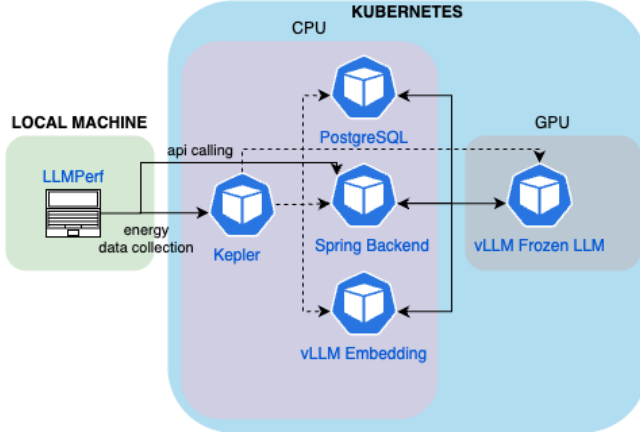 KUBERNETES
CPU
LOCAL MACHINE
PostgreSQL
GPU
api calling
LLMPerf
energy
data collection
Kepler
Spring Backend
vLLM Frozen LLM
vLLM Embedding